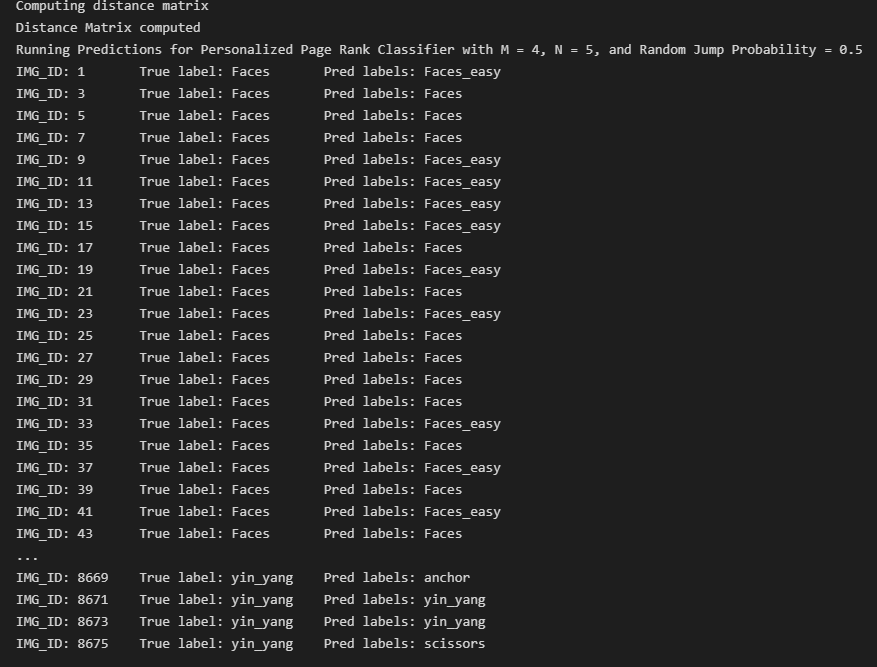 Computing distance matrix
Distance Matrix computed
Running Predictions for Personalized Page Rank Classifier with M = 4, N = 5, and Random Jump Probability = 0.5
IMG_ID: 1 True label: Faces Pred labels: Faces_easy
IMG_ID: 3 True label: Faces Pred labels: Faces
IMG_ID: 5 True label: Faces Pred labels: Faces
IMG_ID: 7 True label: Faces Pred labels: Faces
IMG_ID: 9 True label: Faces Pred labels: Faces_easy
IMG_ID: 11 True label: Faces Pred labels: Faces_easy
IMG_ID: 13 True label: Faces Pred labels: Faces_easy
IMG_ID: 15 True label: Faces Pred labels: Faces_easy
IMG_ID: 17 True label: Faces Pred labels: Faces
IMG_ID: 19 True label: Faces Pred labels: Faces_easy
IMG_ID: 21 True label: Faces Pred labels: Faces
IMG_ID: 23 True label: Faces Pred labels: Faces_easy
IMG_ID: 25 True label: Faces Pred labels: Faces
IMG_ID: 27 True label: Faces Pred labels: Faces
IMG_ID: 29 True label: Faces Pred labels: Faces
IMG_ID: 31 True label: Faces Pred labels: Faces
IMG_ID: 33 True label: Faces Pred labels: Faces_easy
IMG_ID: 35 True label: Faces Pred labels: Faces
IMG_ID: 37 True label: Faces Pred labels: Faces_easy
IMG_ID: 39 True label: Faces Pred labels: Faces
IMG_ID: 41 True label: Faces Pred labels: Faces_easy
IMG_ID: 43 True label: Faces Pred labels: Faces
...
IMG_ID: 8669 True label: yin_yang Pred labels: anchor
IMG_ID: 8671 True label: yin_yang Pred labels: yin_yang
IMG_ID: 8673 True label: yin_yang Pred labels: yin_yang
IMG_ID: 8675 True label: yin_yang Pred labels: scissors